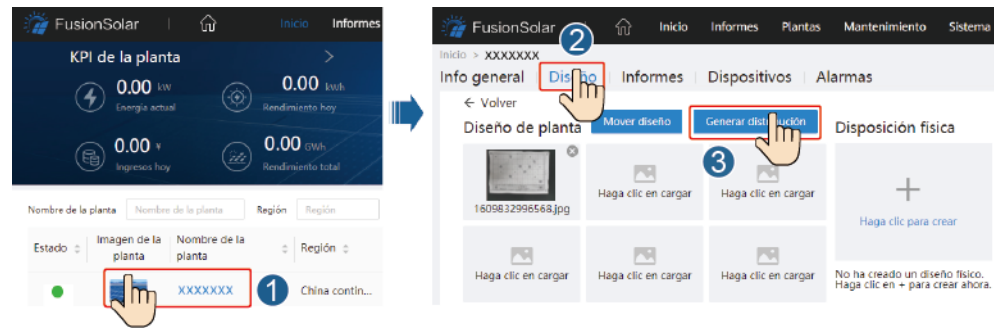 FusionSolar
Inicio
Informes
KPI de la planta
>
0.00 kW
Energía actual
0.00 kWh
Rendimiento hoy
0.00 ¥
Ingresos hoy
0.00 GWh
Rendimiento total
Nombre de la planta
Nombre de la planta
Región
Región
Estado
Imagen de la
planta
Nombre de la
planta
Región
XXXXXXX
1
China contin...
FusionSolar
2
Inicio
Informes
Plantas
Mantenimiento
Sistema
Inicio > XXXXXXX
Info general
Diseño
Informes
Dispositivos
Alarmas
← Volver
Diseño de planta
Mover diseño
Generar distribución
Disposición física
3
1609832996568.jpg
Haga clic en cargar
Haga clic en cargar
Haga clic para crear
Haga clic en cargar
Haga clic en cargar
Haga clic en cargar
No ha creado un diseño físico.
Haga clic en + para crear ahora.